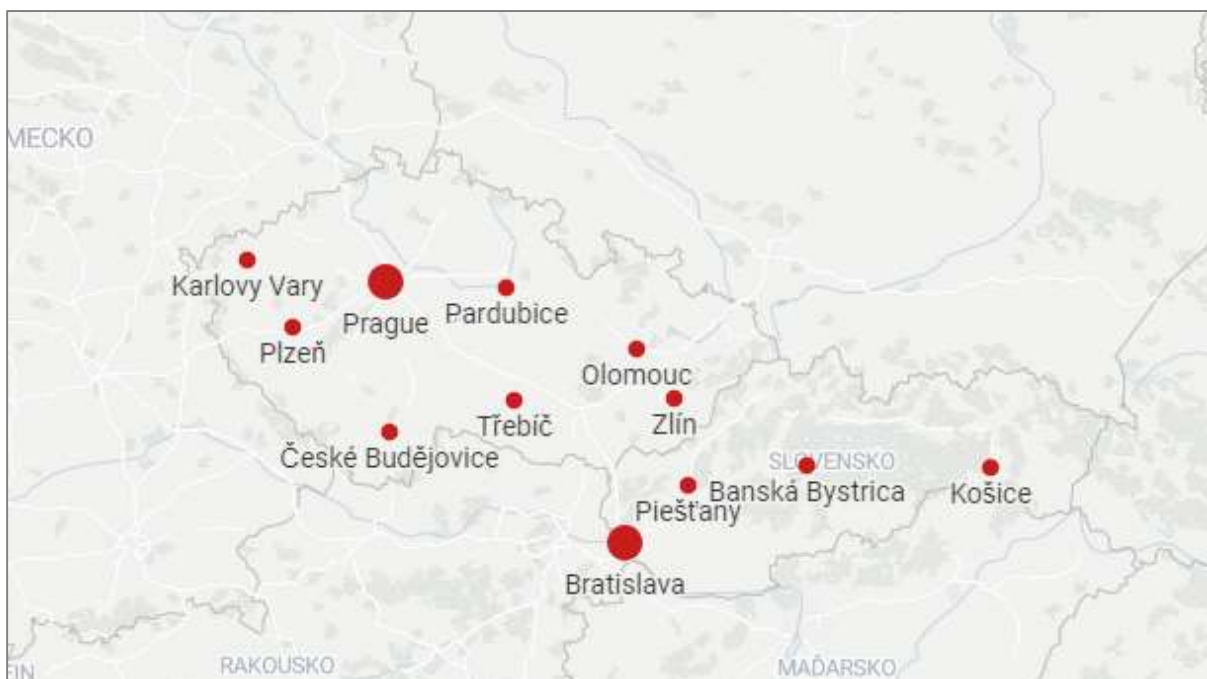 MECKO
Karlovy Vary
Prague
Pardubice
Plzeň
Olomouc
Třebíč
Zlín
České Budějovice
SLOVENSKO
Banská Bystrica
Košice
Piešťany
Bratislava
RAKOUSKO
MAĎARSKO
EIN